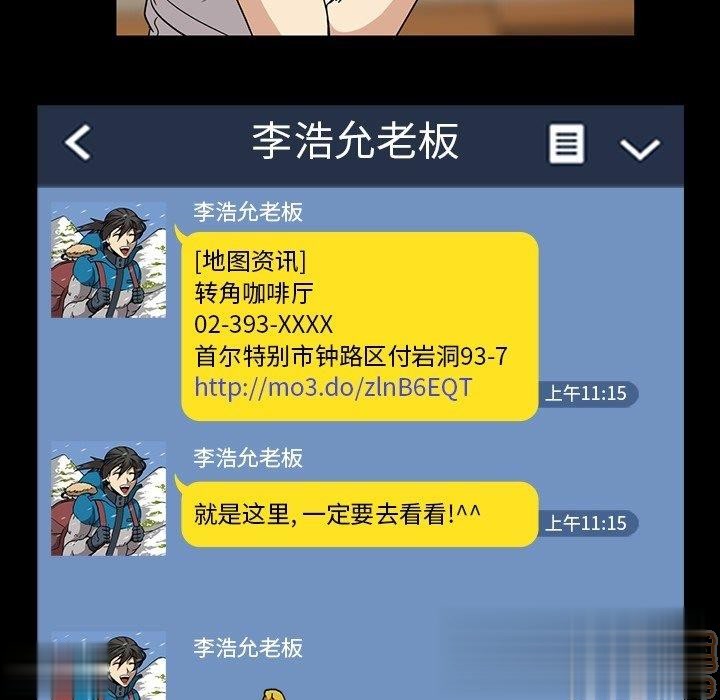 李浩允老板
李浩允老板
[地图资讯]
转角咖啡厅
02-393-XXXX
首尔特别市钟路区付岩洞93-7
http://mo3.do/zlnB6EQT
上午11:15
李浩允老板
就是这里, 一定要去看看!^^
上午11:15
李浩允老板